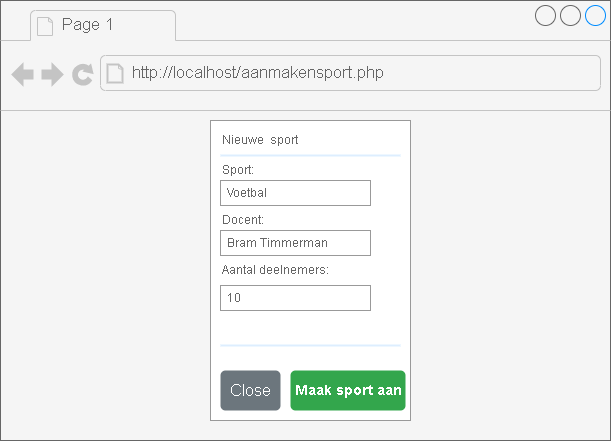 Page 1
http://localhost/aanmakensport.php
Nieuwe sport
Sport:
Voetbal
Docent:
Bram Timmerman
Aantal deelnemers:
10
Close
Maak sport aan